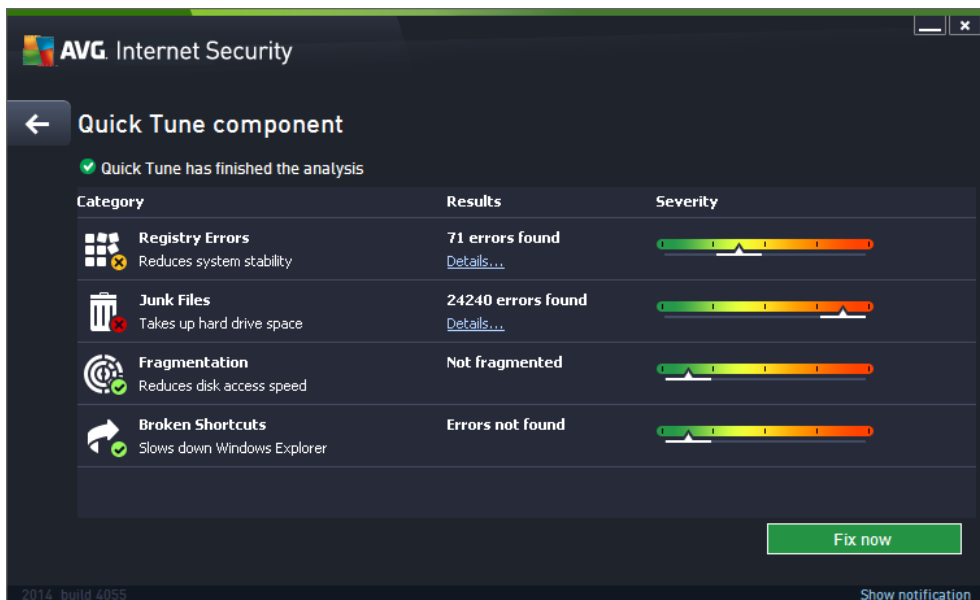 AVG. Internet Security
Quick Tune component
Quick Tune has finished the analysis
Category Results Severity
Registry Errors 71 errors found
Reduces system stability Details...
Junk Files 24240 errors found
Takes up hard drive space Details...
Fragmentation Not fragmented
Reduces disk access speed
Broken Shortcuts Errors not found
Slows down Windows Explorer
Fix now
2014 build 4055 Show notification